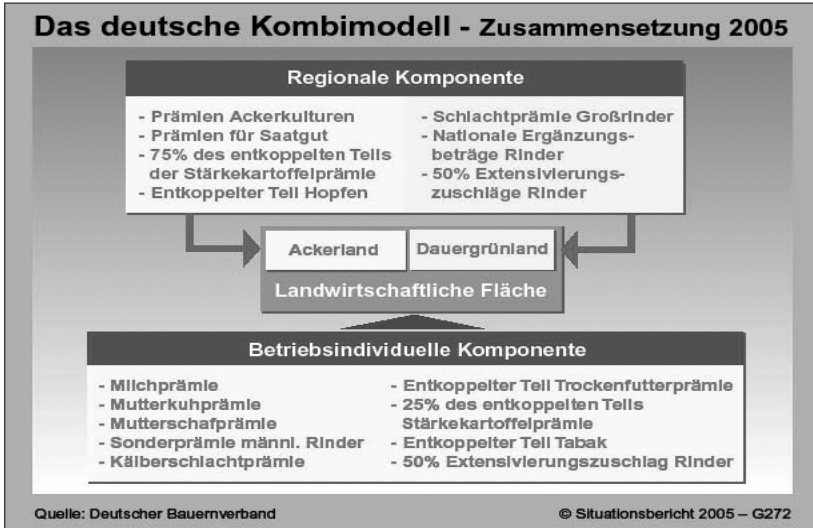 Das deutsche Kombimodell - Zusammensetzung 2005
Regionale Komponente
- Prämien Ackerkulturen
- Prämien für Saatgut
- 75% des entkoppelten Teils
der Stärkekartoffelprämie
- Entkoppelter Teil Hopfen
- Schlachtprämie Großrinder
- Nationale Ergänzungs-
beträge Rinder
- 50% Extensivierungs-
zuschläge Rinder
Ackerland
Dauergrünland
Landwirtschaftliche Fläche
Betriebsindividuelle Komponente
- Milchprämie
- Mutterkuhprämie
- Mutterschafprämie
- Sonderprämie männl. Rinder
- Kälberschlachtprämie
- Entkoppelter Teil Trockenfutterprämie
- 25% des entkoppelten Teils
Stärkekartoffelprämie
- Entkoppelter Teil Tabak
- 50% Extensivierungszuschlag Rinder
Quelle: Deutscher Bauernverband
© Situationsbericht 2005 – G272